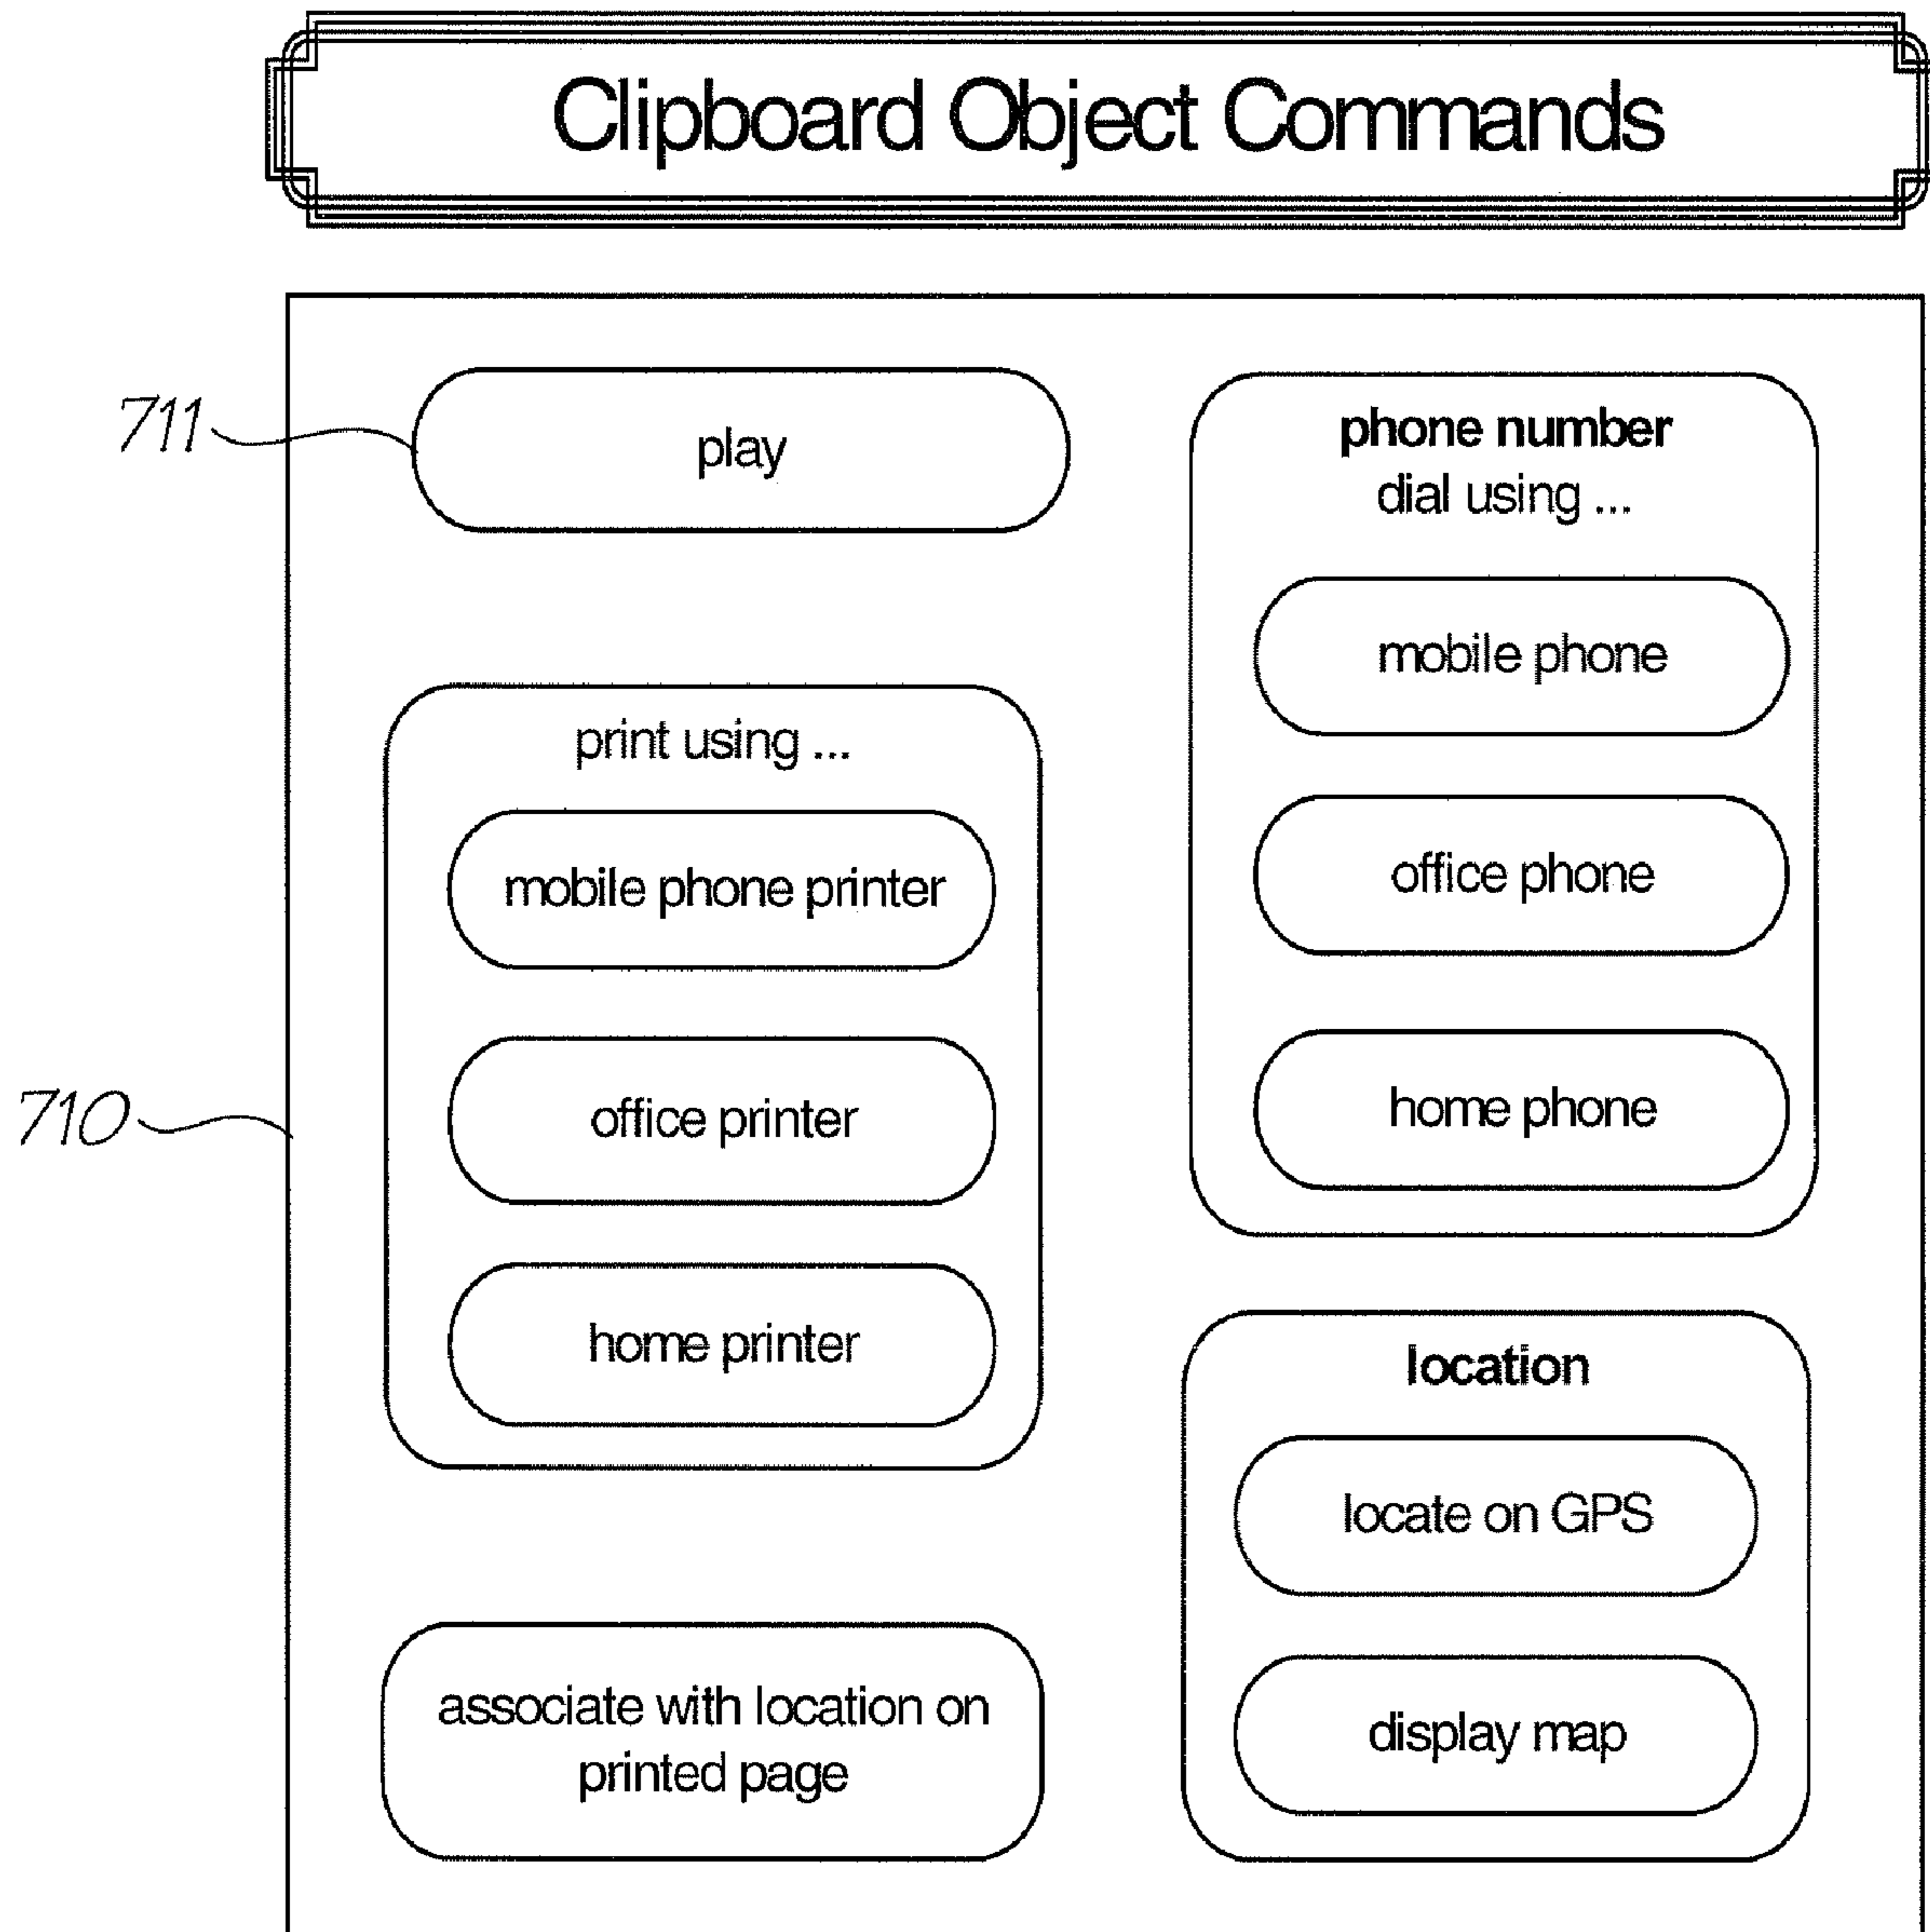 Clipboard Object Commands
711
play
print using ...
mobile phone printer
office printer
home printer
710
associate with location on
printed page
phone number
dial using ...
mobile phone
office phone
home phone
location
locate on GPS
display map